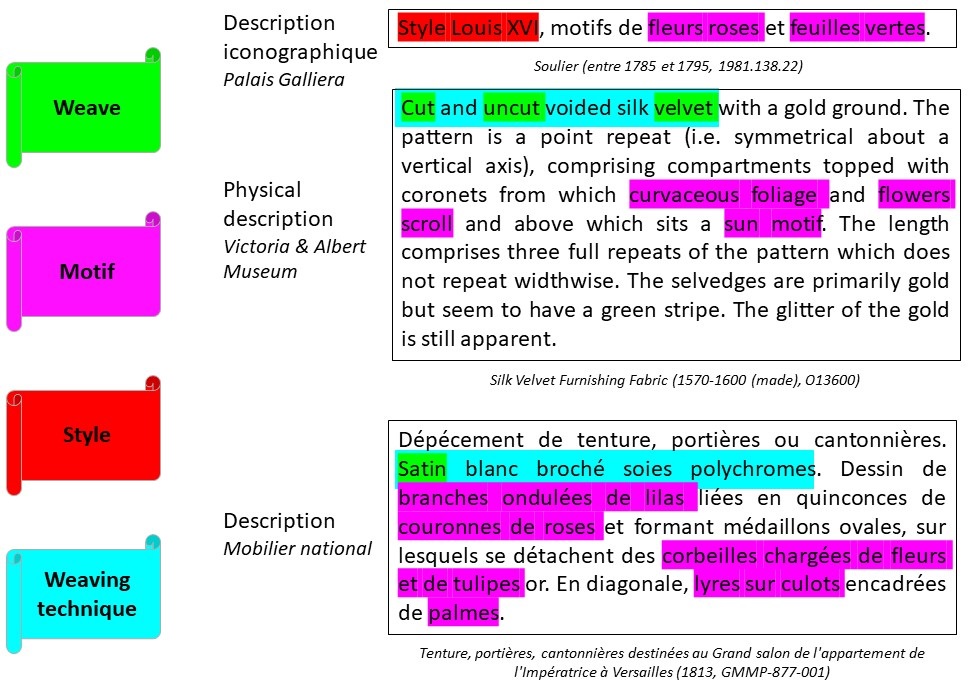 Weave
Motif
Style
Weaving
technique
Description
iconographique
Palais Galliera
Style Louis XVI, motifs de fleurs roses et feuilles vertes.
Soulier (entre 1785 et 1795, 1981.138.22)
Physical
description
Victoria & Albert
Museum
Cut and uncut voided silk velvet with a gold ground. The
pattern is a point repeat (i.e. symmetrical about a
vertical axis), comprising compartments topped with
coronets from which curvaceous foliage and flowers
scroll and above which sits a sun motif. The length
comprises three full repeats of the pattern which does
not repeat widthwise. The selvedges are primarily gold
but seem to have a green stripe. The glitter of the gold
is still apparent.
Silk Velvet Furnishing Fabric (1570-1600 (made), O13600)
Description
Mobilier national
Dépécement de tenture, portières ou cantonnières.
Satin blanc broché soies polychromes. Dessin de
branches ondulées de lilas liées en quinconces de
couronnes de roses et formant médaillons ovales, sur
lesquels se détachent des corbeilles chargées de fleurs
et de tulipes or. En diagonale, lyres sur culots encadrées
de palmes.
Tenture, portières, cantonnières destinées au Grand salon de l'appartement de
l'Impératrice à Versailles (1813, GMMP-877-001)